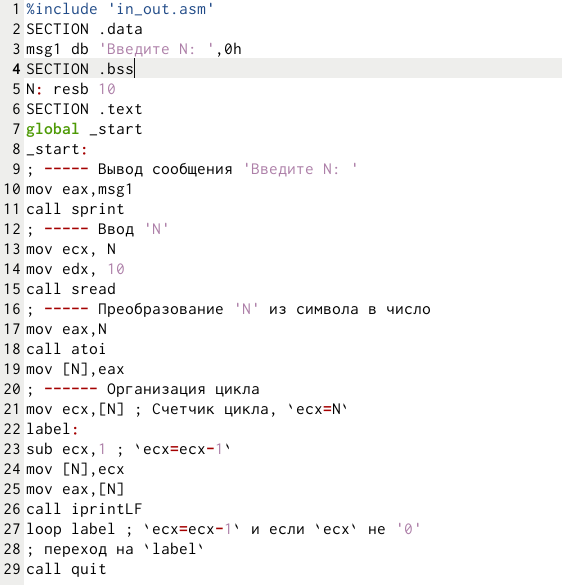 1 %include 'in_out.asm'
2 SECTION .data
3 msg1 db 'Введите N: ',0h
4 SECTION .bss
5 N: resb 10
6 SECTION .text
7 global _start
8 _start:
9 ; ----- Вывод сообщения 'Введите N: '
10 mov eax,msg1
11 call sprint
12 ; ----- Ввод 'N'
13 mov ecx, N
14 mov edx, 10
15 call sread
16 ; ----- Преобразование 'N' из символа в число
17 mov eax,N
18 call atoi
19 mov [N],eax
20 ; ------ Организация цикла
21 mov ecx,[N] ; Счетчик цикла, `ecx=N`
22 label:
23 sub ecx,1 ; `ecx=ecx-1`
24 mov [N],ecx
25 mov eax,[N]
26 call iprintLF
27 loop label ; `ecx=ecx-1` и если `ecx` не '0'
28 ; переход на `label`
29 call quit